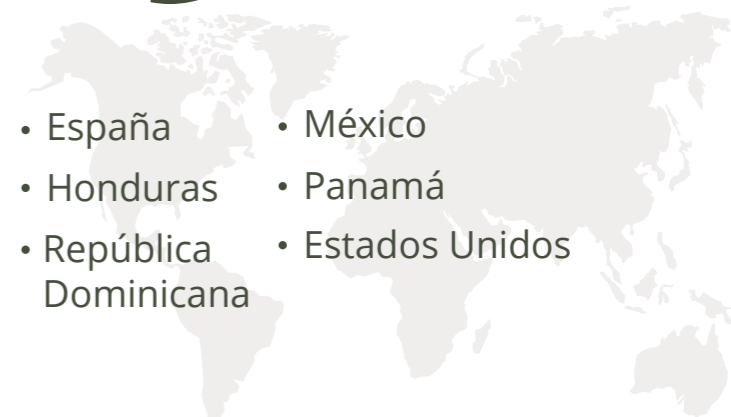 • España
• Honduras
• República
Dominicana
• México
• Panamá
• Estados Unidos